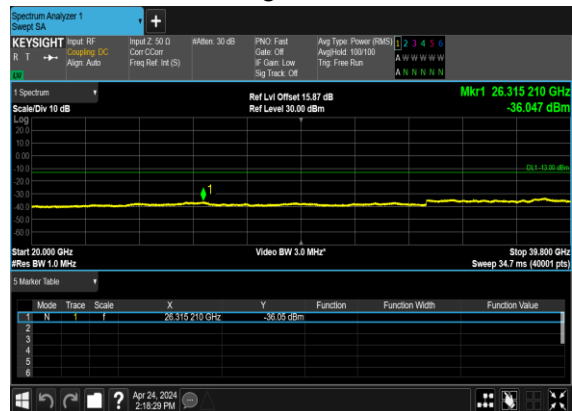 Spectrum Analyzer 1
Swept SA
+
KEYSIGHT Input: RF Input Z: 50 Ω #Atten: 30 dB PNO: Fast Avg Type: Power (RMS) 1 2 3 4 5 6
R T Coupling: DC Corr CCorr Gate: Off Avg|Hold: 100/100 A W W W W W
Align: Auto Freq Ref: Int (S) IF Gain: Low Trig: Free Run
Sig Track: Off A N N N N N
1 Spectrum Ref Lvl Offset 15.87 dB Mkr1 26.315 210 GHz
Scale/Div 10 dB Ref Level 30.00 dBm -36.047 dBm
Log
20.0
10.0
0.00
-10.0 DL1 -13.00 dBm
-20.0
1
-30.0
-40.0
-50.0
-60.0
Start 20.000 GHz Video BW 3.0 MHz* Stop 39.800 GHz
#Res BW 1.0 MHz Sweep 34.7 ms (40001 pts)
5 Marker Table
Mode Trace Scale X Y Function Function Width Function Value
1 N 1 f 26.315 210 GHz -36.05 dBm
2
3
4
5
6
? Apr 24, 2024
2:18:29 PM